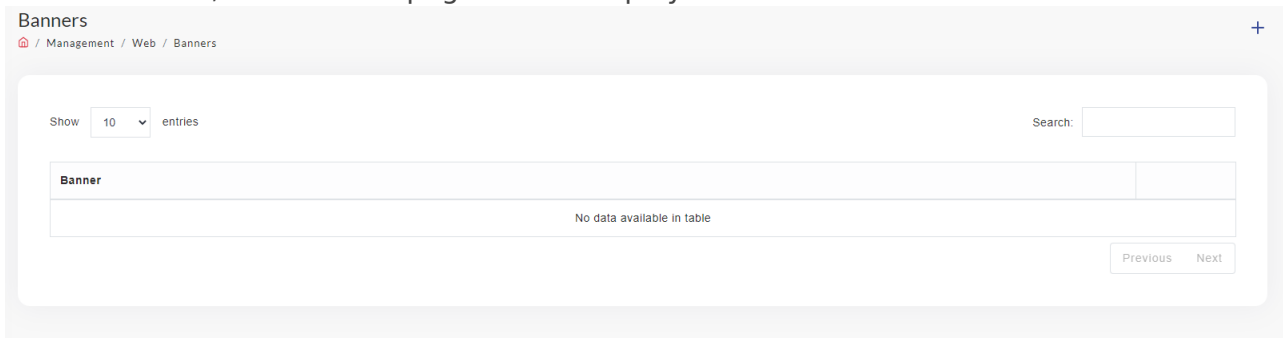 Banners
/ Management / Web / Banners
+
Show 10 entries
Search:
Banner
No data available in table
Previous Next